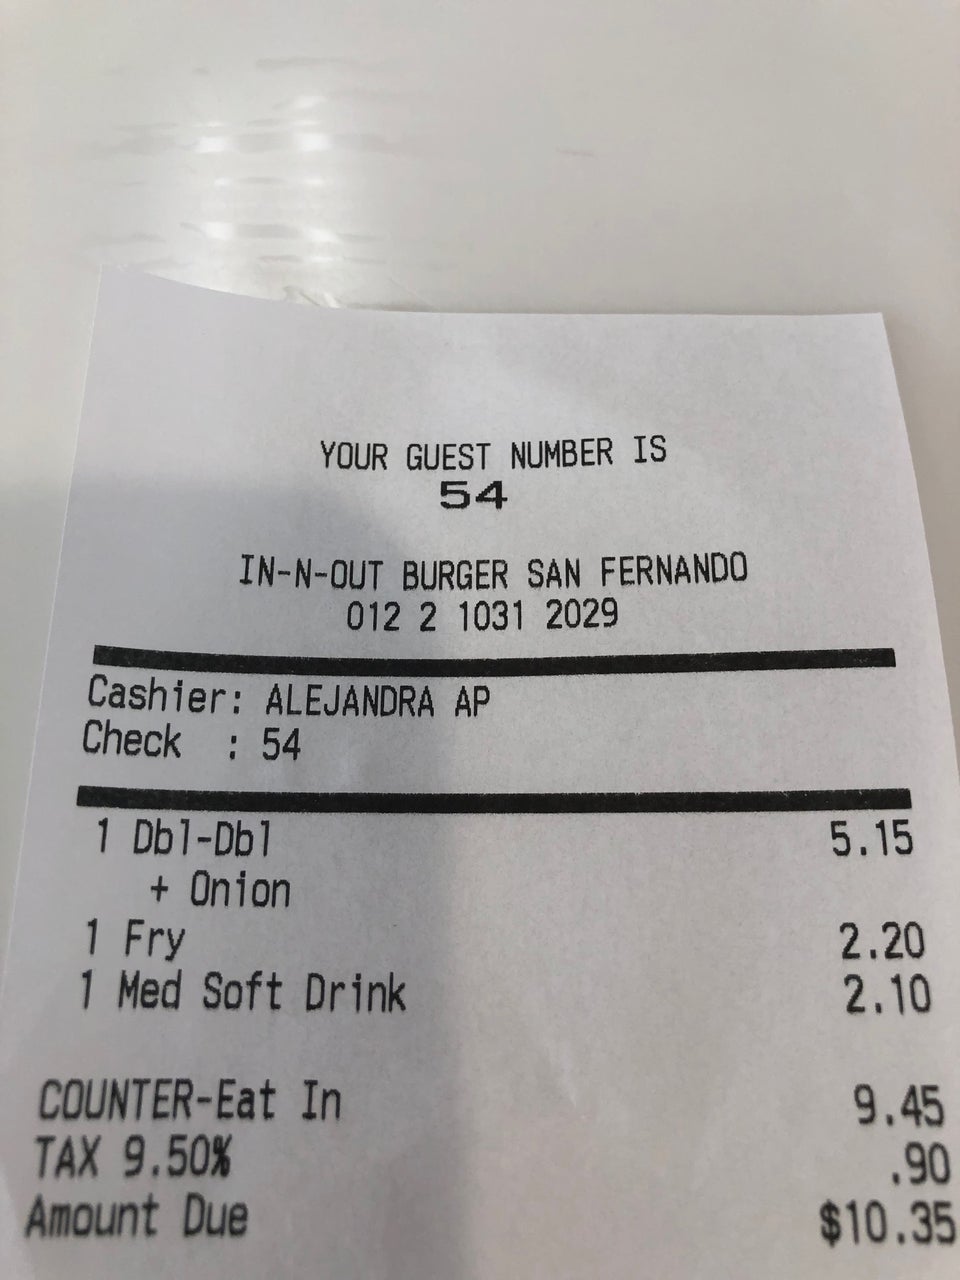 YOUR GUEST NUMBER IS
54
IN-N-OUT BURGER SAN FERNANDO
012 2 1031 2029
Cashier: ALEJANDRA AP
Check : 54
1 Dbl-Dbl 5.15
+ Onion
1 Fry 2.20
1 Med Soft Drink 2.10
COUNTER-Eat In 9.45
TAX 9.50% .90
Amount Due $10.35